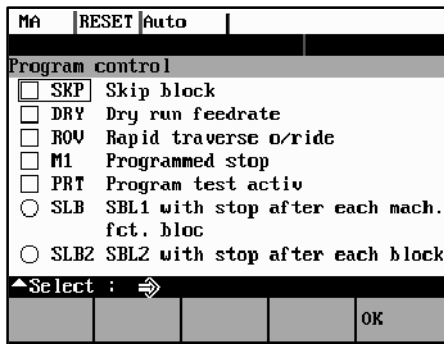 MA RESET Auto
Program control
SKP Skip block
DRY Dry run feedrate
ROV Rapid traverse o/ride
M1 Programmed stop
PRT Program test activ
SLB SBL1 with stop after each mach.
fct. bloc
SLB2 SBL2 with stop after each block
Select :
OK